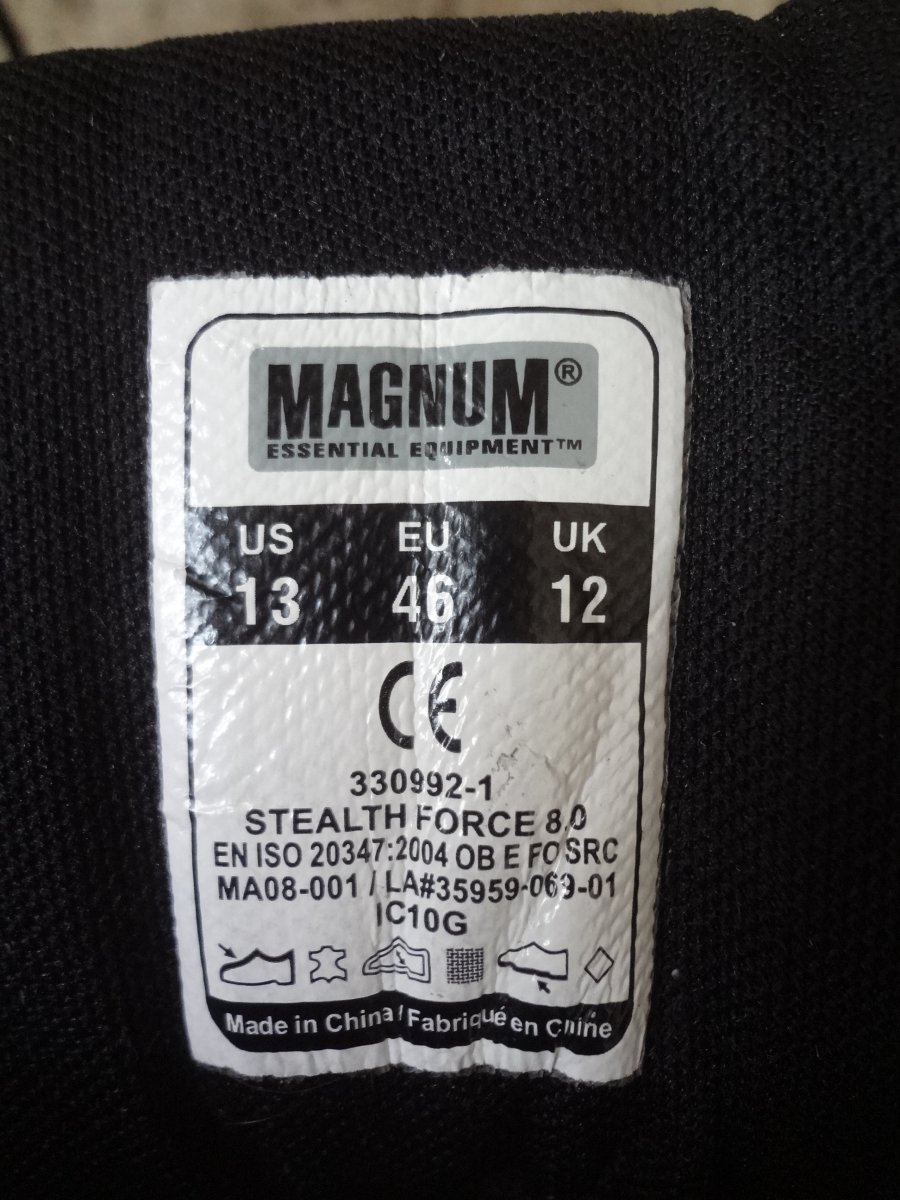 MAGNUM®
ESSENTIAL EQUIPMENT™
US EU UK
13 46 12
CE
330992-1
STEALTH FORCE 8.0
EN ISO 20347:2004 OB E FO SRC
MA08-001 / LA#35959-069-01
IC10G
Made in China / Fabriqué en Chine